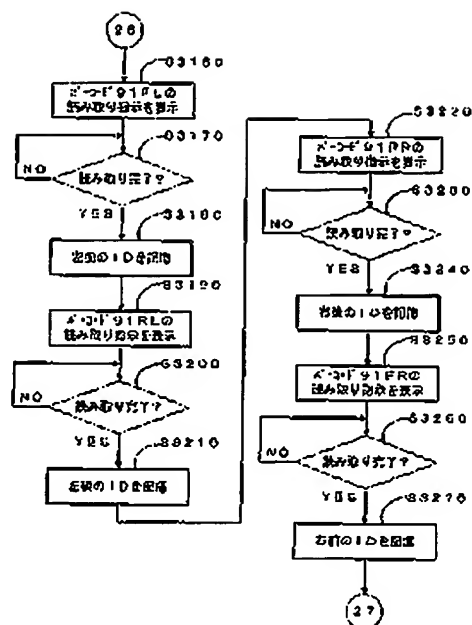 26
S3160
バーコード91FLの
読み取り指示を表示
S3170
読み取り完了?
NO
YES
S3180
左前のIDを記憶
S3190
バーコード91RLの
読み取り指示を表示
S3200
読み取り完了?
NO
YES
S3210
左後のIDを記憶
S3220
バーコード91RRの
読み取り指示を表示
S3230
読み取り完了?
NO
YES
S3240
右後のIDを記憶
S3250
バーコード91FRの
読み取り指示を表示
S3260
読み取り完了?
NO
YES
S3270
右前のIDを記憶
27